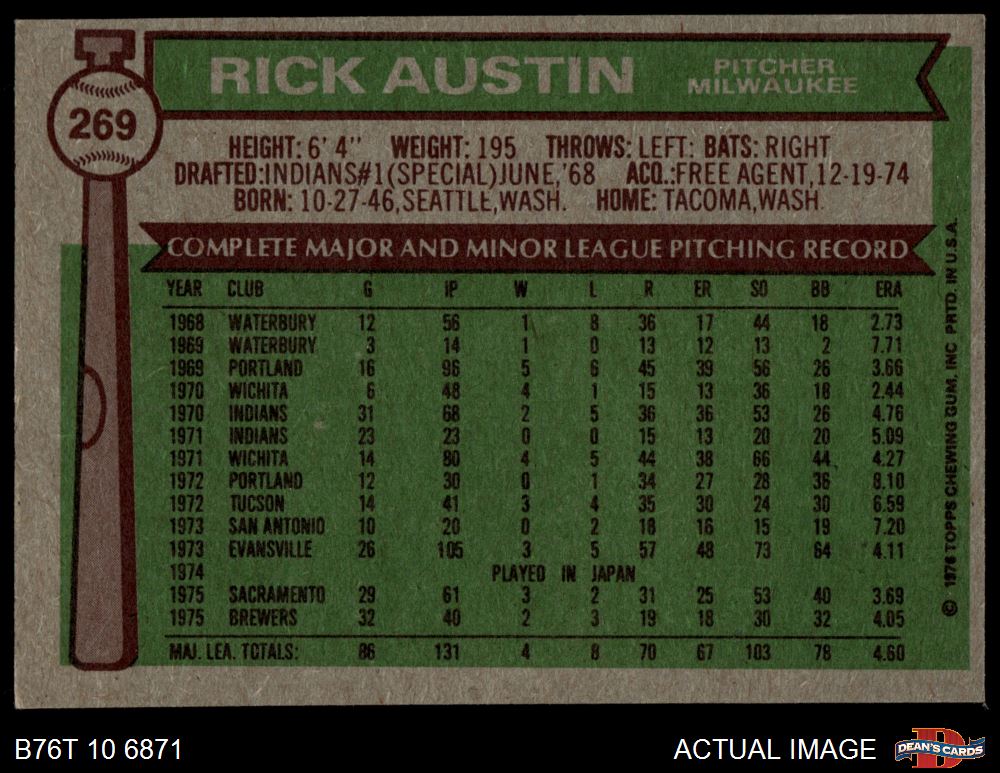 RICK AUSTIN
PITCHER
MILWAUKEE
269
HEIGHT: 6' 4" WEIGHT: 195 THROWS: LEFT: BATS: RIGHT
DRAFTED:INDIANS#1(SPECIAL)JUNE,'68 ACQ.:FREE AGENT,12-19-74
BORN: 10-27-46,SEATTLE,WASH. HOME: TACOMA,WASH.
COMPLETE MAJOR AND MINOR LEAGUE PITCHING RECORD
YEAR CLUB G IP W L R ER SO BB ERA
1968 WATERBURY 12 56 1 8 36 17 44 18 2.73
1969 WATERBURY 3 14 1 0 13 12 13 2 7.71
1969 PORTLAND 16 96 5 6 45 39 56 26 3.66
1970 WICHITA 6 48 4 1 15 13 36 18 2.44
1970 INDIANS 31 68 2 5 36 36 53 26 4.76
1971 INDIANS 23 23 0 0 15 13 20 20 5.09
1971 WICHITA 14 80 4 5 44 38 66 44 4.27
1972 PORTLAND 12 30 0 1 34 27 28 36 8.10
1972 TUCSON 14 41 3 4 35 30 24 30 6.59
1973 SAN ANTONIO 10 20 0 2 18 16 15 19 7.20
1973 EVANSVILLE 26 105 3 5 57 48 73 64 4.11
1974 PLAYED IN JAPAN
1975 SACRAMENTO 29 61 3 2 31 25 53 40 3.69
1975 BREWERS 32 40 2 3 19 18 30 32 4.05
MAJ. LEA. TOTALS: 86 131 4 8 70 67 103 78 4.60
© 1976 TOPPS CHEWING GUM, INC. PRTD. IN U.S.A.
B76T 10 6871
ACTUAL IMAGE
D
DEAN'S CARDS